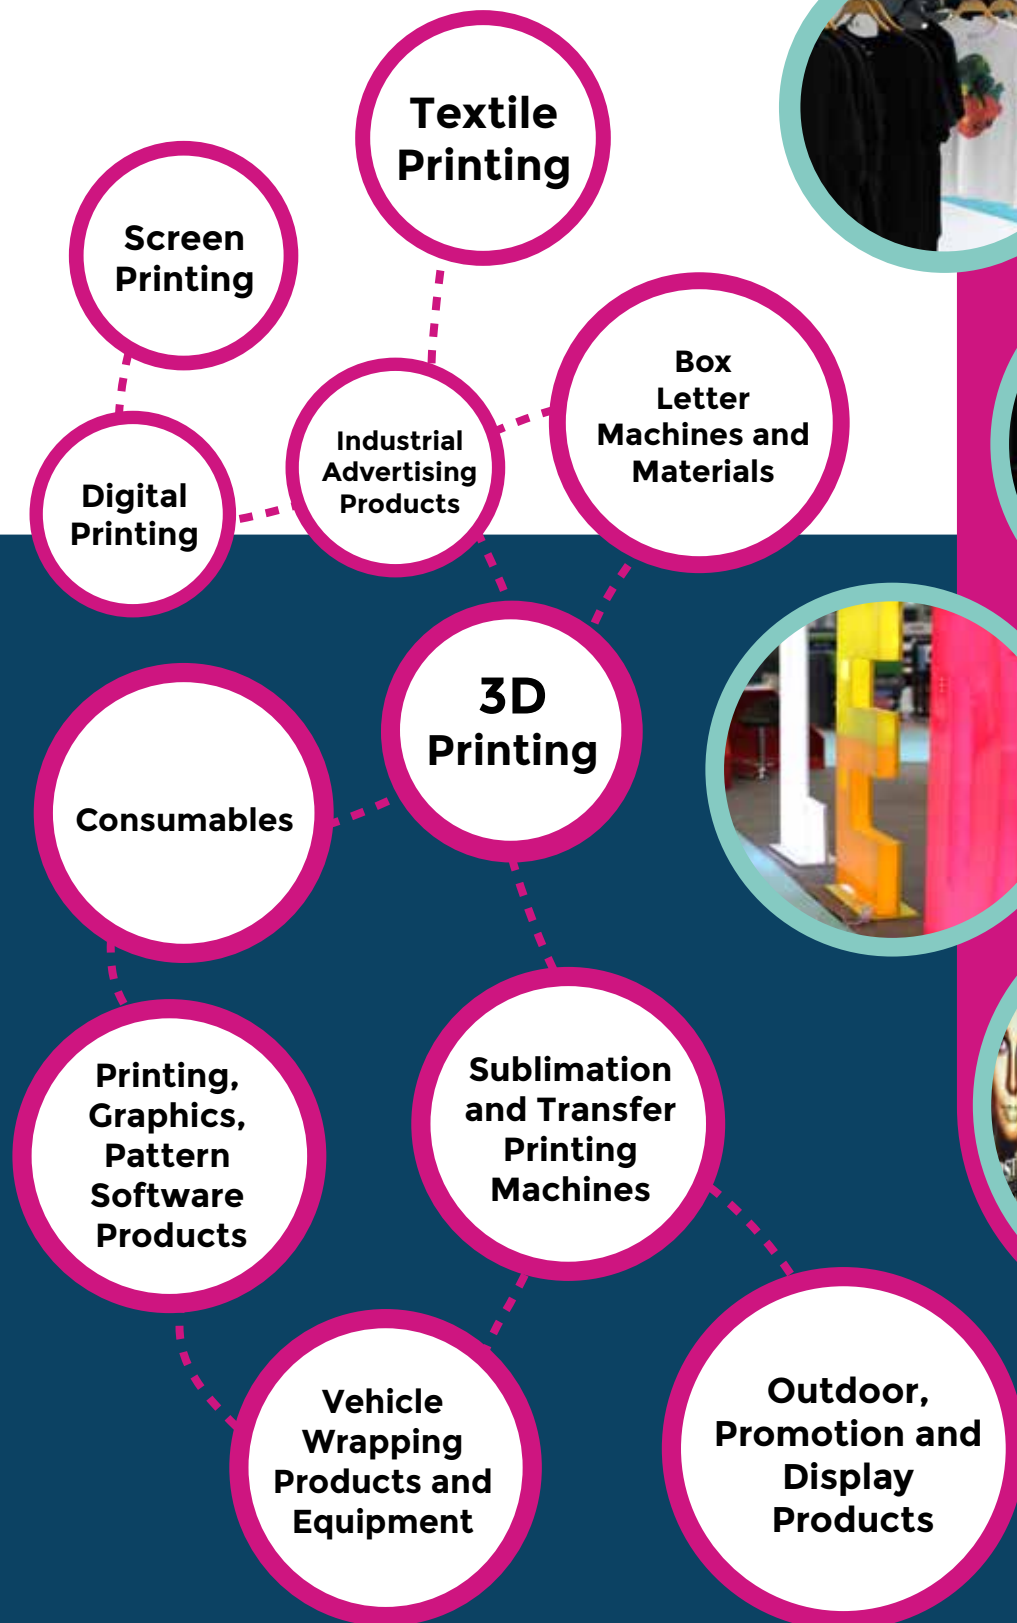 Textile
Printing
Screen
Printing
Box
Letter
Machines and
Materials
Industrial
Advertising
Products
Digital
Printing
3D
Printing
Consumables
Printing,
Graphics,
Pattern
Software
Products
Sublimation
and Transfer
Printing
Machines
Vehicle
Wrapping
Products and
Equipment
Outdoor,
Promotion and
Display
Products